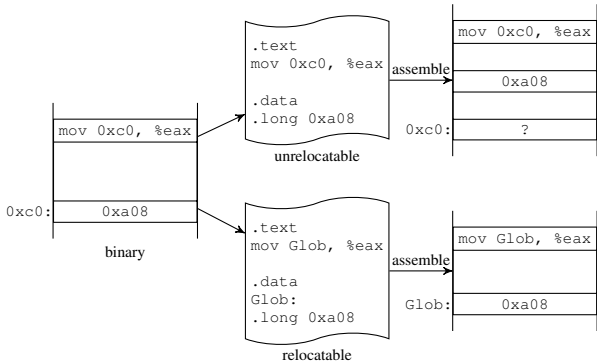 mov 0xc0, %eax
0xc0:
0xa08
binary
.text
mov 0xc0, %eax
.data
.long 0xa08
unrelocatable
assemble
mov 0xc0, %eax
0xa08
0xc0:
?
.text
mov Glob, %eax
.data
Glob:
.long 0xa08
relocatable
assemble
mov Glob, %eax
Glob:
0xa08